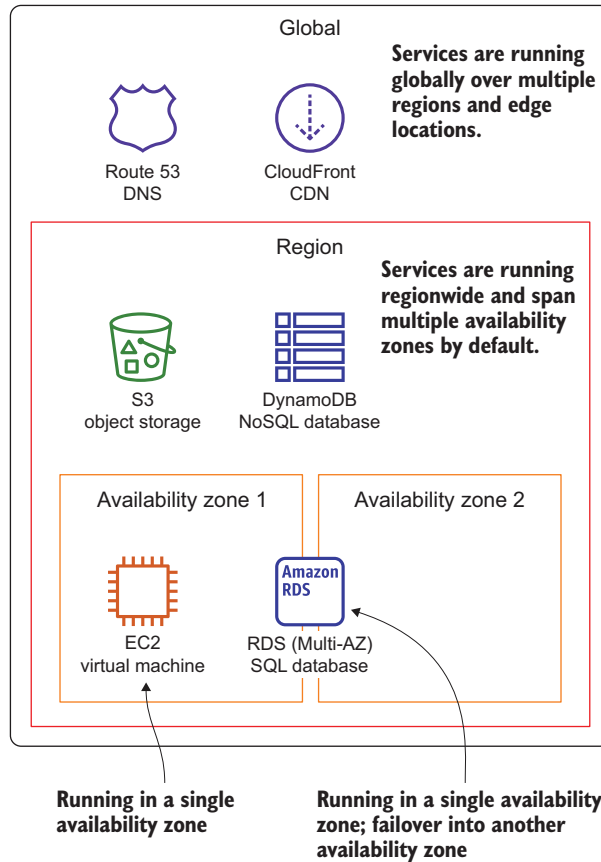 Global
Services are running
globally over multiple
regions and edge
locations.
Route 53
DNS
CloudFront
CDN
Region
Services are running
regionwide and span
multiple availability
zones by default.
S3
object storage
DynamoDB
NoSQL database
Availability zone 1
Availability zone 2
Amazon
RDS
EC2
virtual machine
RDS (Multi-AZ)
SQL database
Running in a single
availability zone
Running in a single availability
zone; failover into another
availability zone